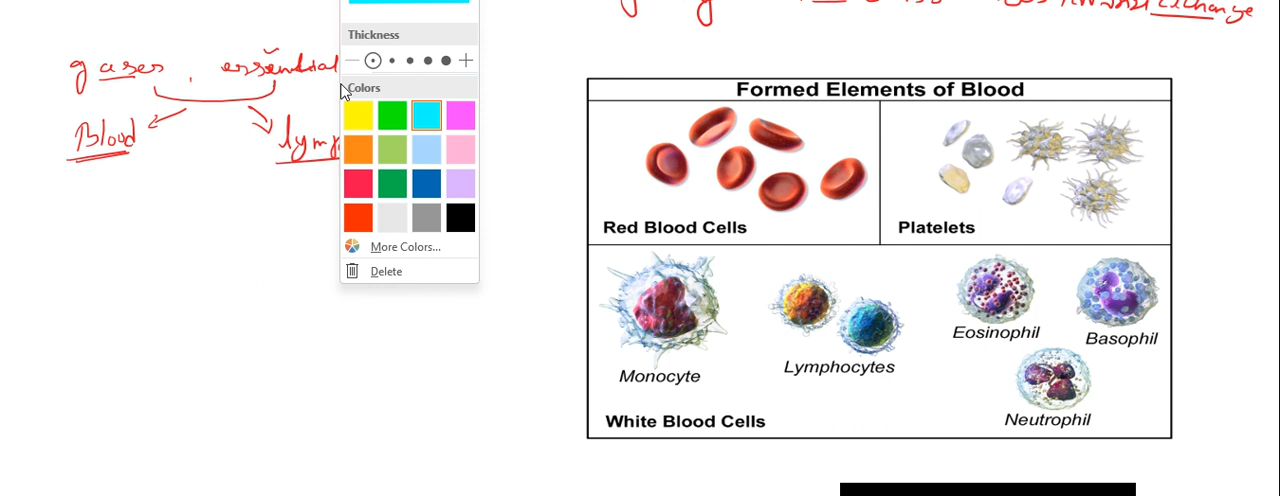 exchange
Thickness
gases , essential
Colors
Blood
More Colors...
Delete
Formed Elements of Blood
Red Blood Cells
Platelets
Monocyte
Lymphocytes
Eosinophil
Basophil
Neutrophil
White Blood Cells